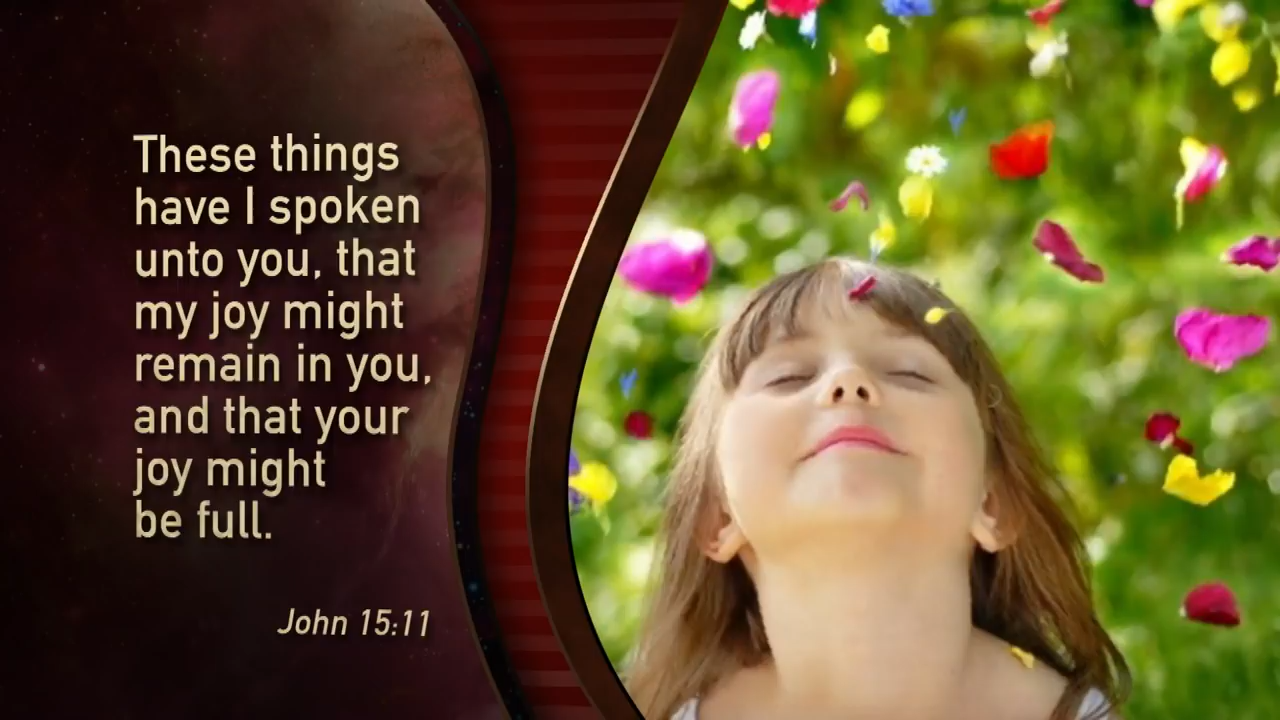 These things
have I spoken
unto you, that
my joy might
remain in you,
and that your
joy might
be full.
John 15:11